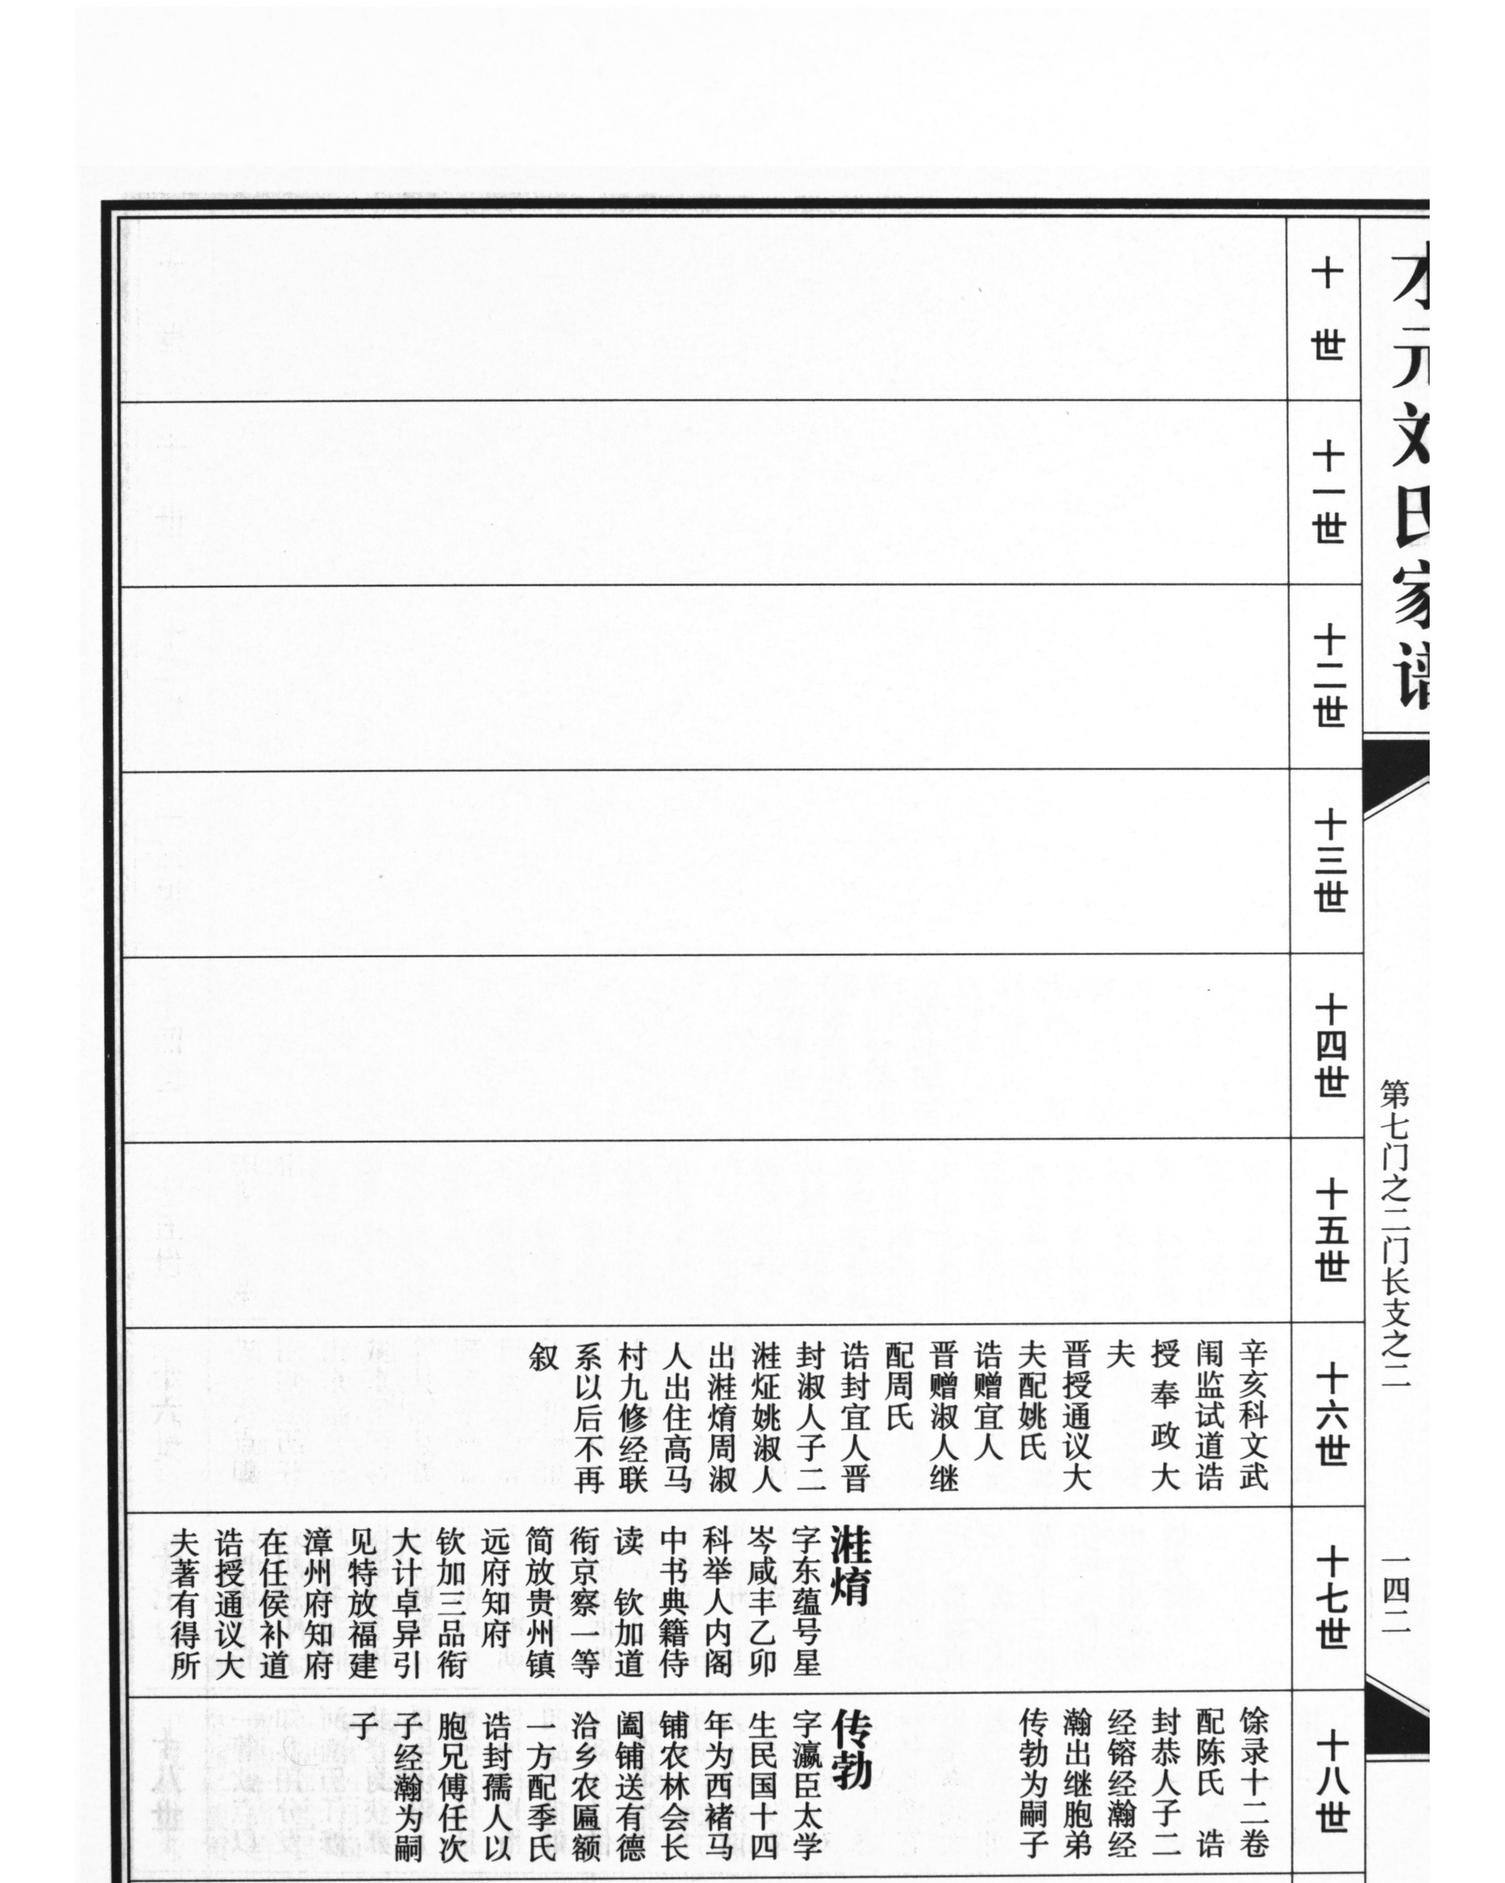 木元刘氏家谱
第七门之二门长支之二
一四二
十世
十一世
十二世
十三世
十四世
十五世
十六世
辛亥科文武
闱监试道诰
授奉政大
夫
晋授通议大
夫配姚氏
诰赠宜人
晋赠淑人继
配周氏
诰封宜人晋
封淑人子二
溎炡姚淑人
出溎焴周淑
人出住高马
村九修经联
系以后不再
叙
十七世
溎焴
字东蕴号星
岑咸丰乙卯
科举人内阁
中书典籍侍
读 钦加道
衔京察一等
简放贵州镇
远府知府
钦加三品衔
大计卓异引
见特放福建
漳州府知府
在任侯补道
诰授通议大
夫著有得所
十八世
馀录十二卷
配陈氏 诰
封恭人子二
经镕经瀚经
瀚出继胞弟
传勃为嗣子
传勃
字瀛臣太学
生民国十四
年为西褚马
铺农林会长
阖铺送有德
洽乡农匾额
一方配季氏
诰封孺人以
胞兄傅任次
子经瀚为嗣
子